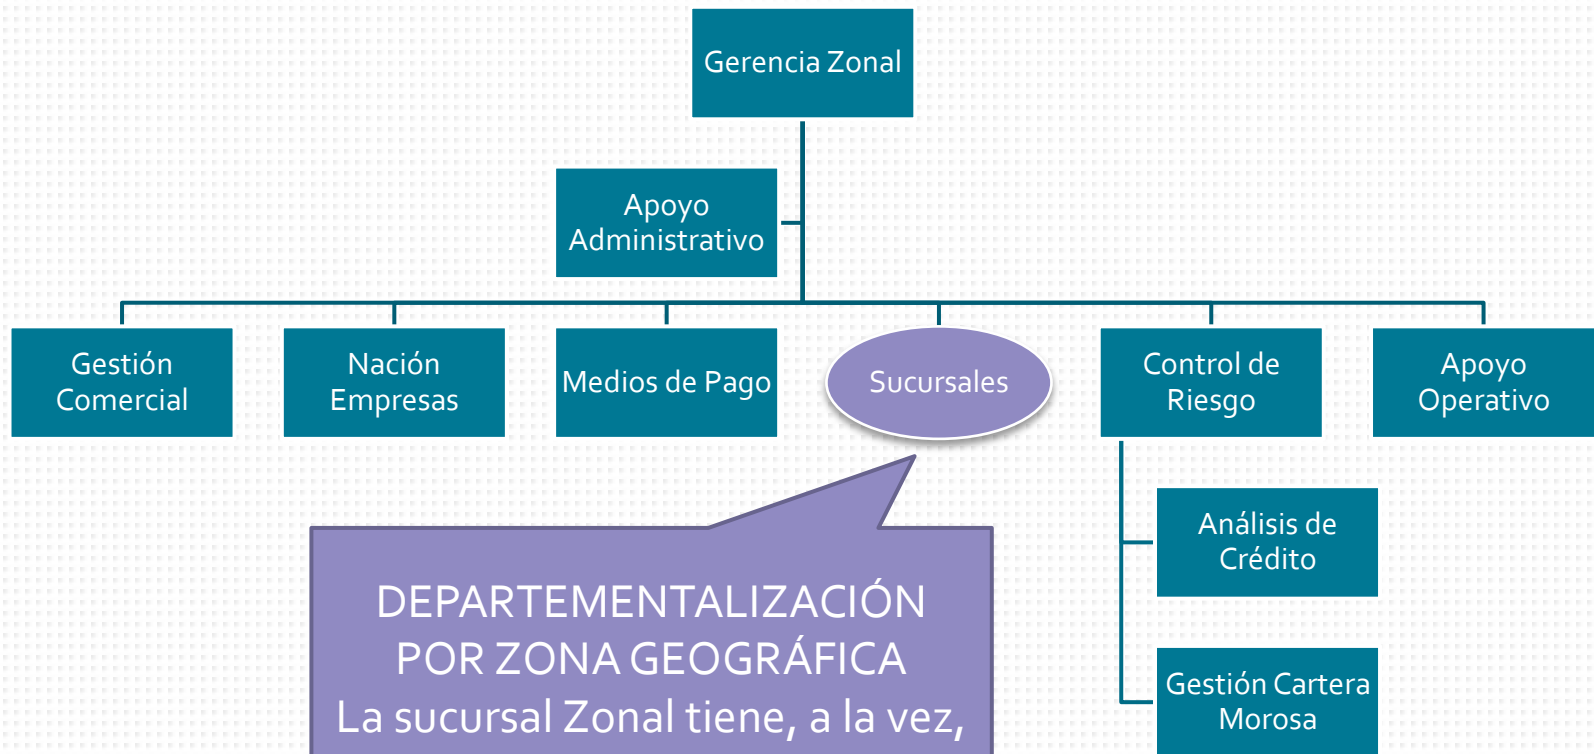 Gerencia Zonal
Apoyo
Administrativo
Gestión
Comercial
Nación
Empresas
Medios de Pago
Sucursales
Control de
Riesgo
Apoyo
Operativo
Análisis de
Crédito
Gestión Cartera
Morosa
DEPARTEMENTALIZACIÓN
POR ZONA GEOGRÁFICA
La sucursal Zonal tiene, a la vez,